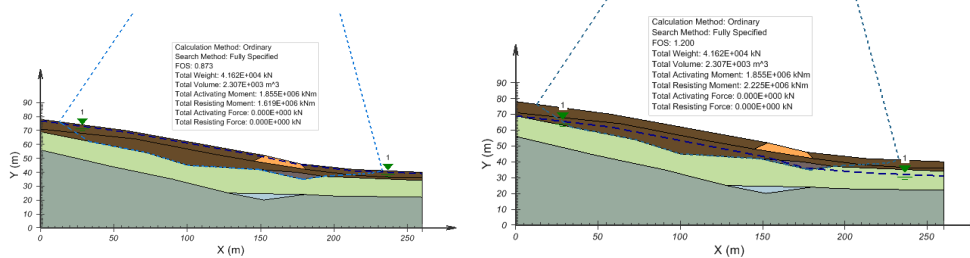 Calculation Method: Ordinary
Search Method: Fully Specified
FOS: 0.873
Total Weight: 4.162E+004 kN
Total Volume: 2.307E+003 m^3
Total Activating Moment: 1.855E+006 kNm
Total Resisting Moment: 1.619E+006 kNm
Total Activating Force: 0.000E+000 kN
Total Resisting Force: 0.000E+000 kN
1
1
Y (m)
90
80
70
60
50
40
30
20
10
0
0 50 100 150 200 250
X (m)
Calculation Method: Ordinary
Search Method: Fully Specified
FOS: 1.200
Total Weight: 4.162E+004 kN
Total Volume: 2.307E+003 m^3
Total Activating Moment: 1.855E+006 kNm
Total Resisting Moment: 2.225E+006 kNm
Total Activating Force: 0.000E+000 kN
Total Resisting Force: 0.000E+000 kN
1
1
Y (m)
90
80
70
60
50
40
30
20
10
0
0 50 100 150 200 250
X (m)